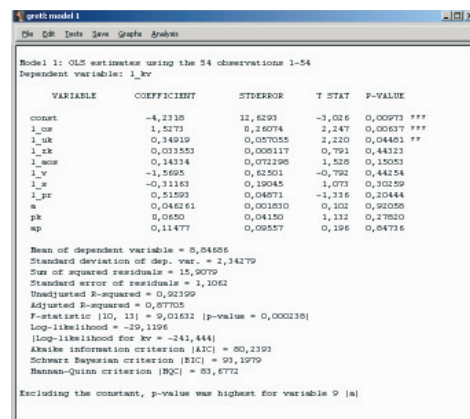 gretl: model 1
File Edit Tests Save Graphs Analysis
Model 1: OLS estimates using the 54 observations 1-54
Dependent variable: l_kv
VARIABLE COEFFICIENT STDERROR T STAT P-VALUE
const -4,2318 12,6293 -3,026 0,00973 ***
l_os 1,5273 0,26074 2,247 0,00637 ***
l_uk 0,34919 0,057055 2,220 0,04481 **
l_zk 0,033553 0,008117 0,791 0,44323
l_mos 0,14334 0,072298 1,528 0,15053
l_v -1,5695 0,62501 -0,792 0,44254
l_s -0,31163 0,19045 1,073 0,30259
l_pr 0,51593 0,04871 -1,336 0,20444
m 0,046261 0,001830 0,102 0,92058
pk 0,0650 0,04150 1,132 0,27820
mp 0,11477 0,09557 0,196 0,84736
Mean of dependent variable = 8,84686
Standard deviation of dep. var. = 2,34279
Sum of squared residuals = 15,9079
Standard error of residuals = 1,1062
Unadjusted R-squared = 0,92399
Adjusted R-squared = 0,87705
F-statistic (10, 13) = 9,01632 (p-value = 0,000238)
Log-likelihood = -29,1196
(Log-likelihood for kv = -241,444)
Akaike information criterion (AIC) = 80,2393
Schwarz Bayesian criterion (BIC) = 93,1979
Hannan-Quinn criterion (HQC) = 83,6772
Excluding the constant, p-value was highest for variable 9 (m)